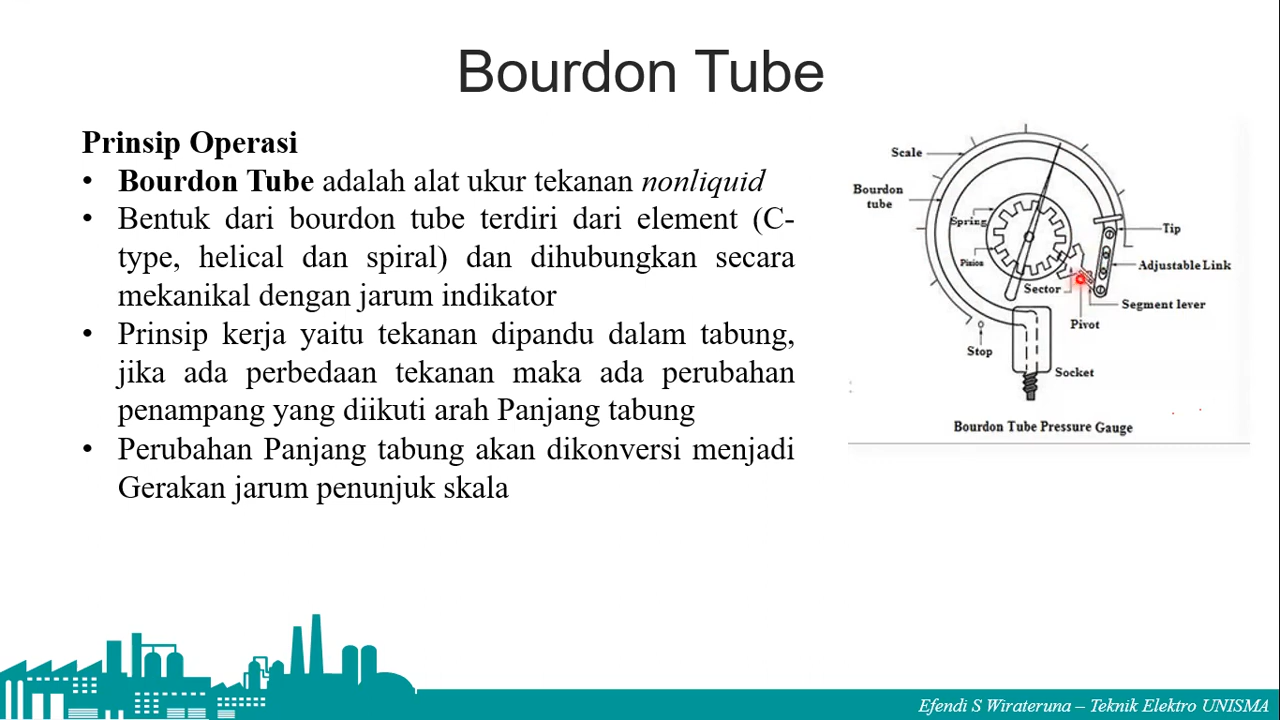 Bourdon Tube
Prinsip Operasi
• Bourdon Tube adalah alat ukur tekanan nonliquid
• Bentuk dari bourdon tube terdiri dari element (C-
type, helical dan spiral) dan dihubungkan secara
mekanikal dengan jarum indikator
• Prinsip kerja yaitu tekanan dipandu dalam tabung,
jika ada perbedaan tekanan maka ada perubahan
penampang yang diikuti arah Panjang tabung
• Perubahan Panjang tabung akan dikonversi menjadi
Gerakan jarum penunjuk skala
Scale
Bourdon
tube
Spring
Pinion
Sector
Stop
Pivot
Socket
Tip
Adjustable Link
Segment lever
Bourdon Tube Pressure Gauge
Efendi S Wirateruna – Teknik Elektro UNISMA